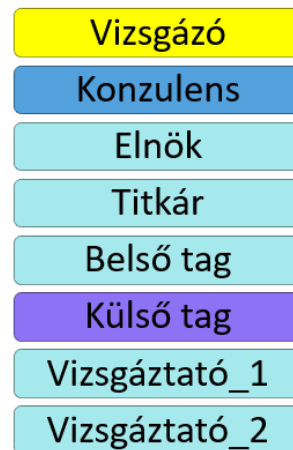 Vizsgázó
Konzulens
Elnök
Titkár
Belső tag
Külső tag
Vizsgáztató_1
Vizsgáztató_2